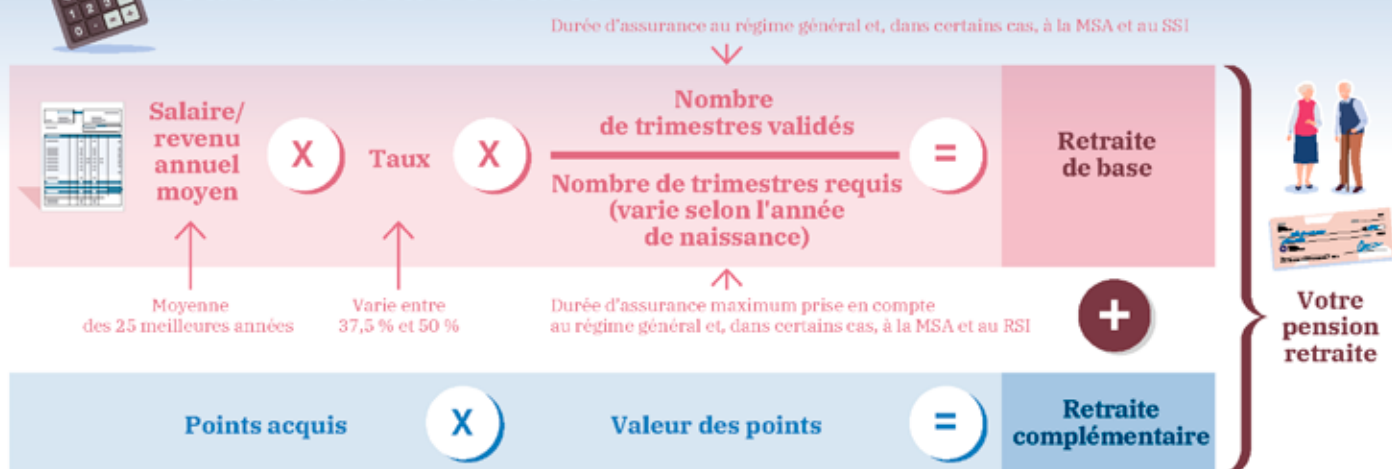 Durée d'assurance au régime général et, dans certains cas, à la MSA et au SSI
Salaire/
revenu
annuel
moyen
X
Taux
X
Nombre
de trimestres validés
Nombre de trimestres requis
(varie selon l'année
de naissance)
=
Retraite
de base
Moyenne
des 25 meilleures années
Varie entre
37,5 % et 50 %
Durée d'assurance maximum prise en compte
au régime général et, dans certains cas, à la MSA et au RSI
+
Votre
pension
retraite
Points acquis
X
Valeur des points
=
Retraite
complémentaire